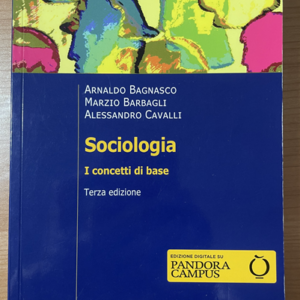 ARNALDO BAGNASCO
MARZIO BARBAGLI
ALESSANDRO CAVALLI
Sociologia
I concetti di base
Terza edizione
EDIZIONE DIGITALE SU
PANDORA
CAMPUS